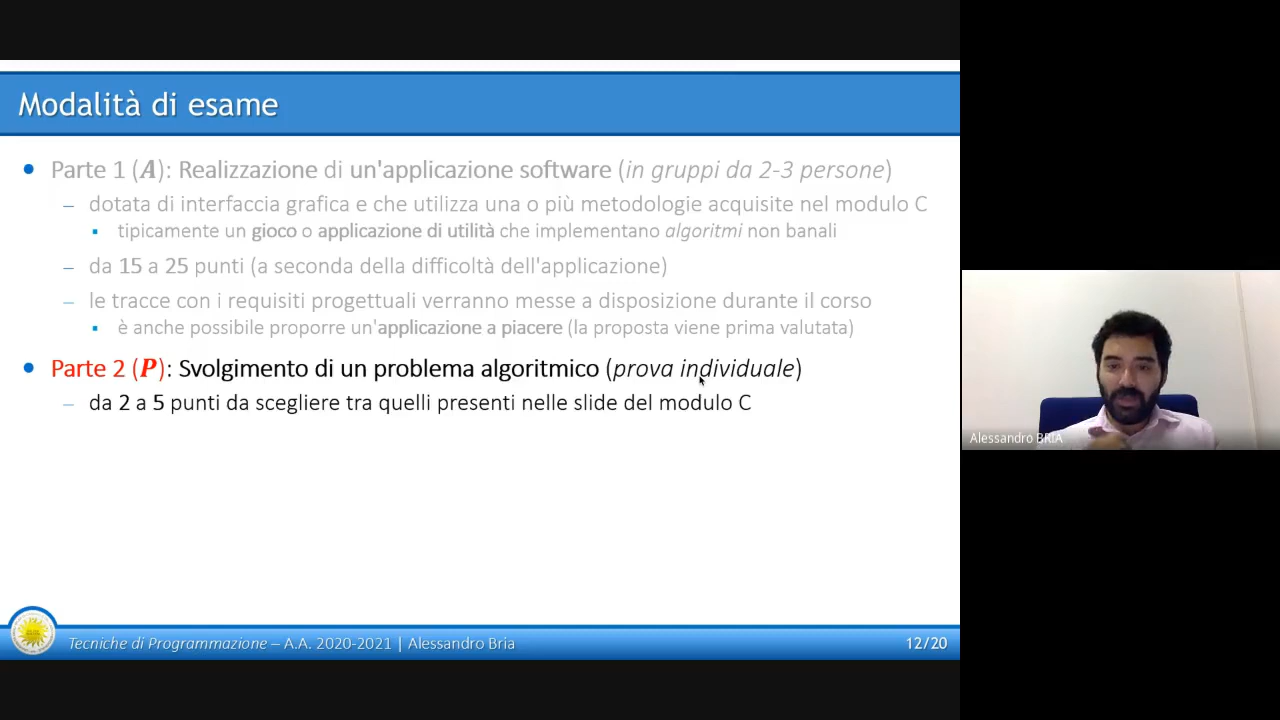 Modalità di esame
Parte 1 (A): Realizzazione di un'applicazione software (in gruppi da 2-3 persone)
dotata di interfaccia grafica e che utilizza una o più metodologie acquisite nel modulo C
tipicamente un gioco o applicazione di utilità che implementano algoritmi non banali
da 15 a 25 punti (a seconda della difficoltà dell'applicazione)
le tracce con i requisiti progettuali verranno messe a disposizione durante il corso
è anche possibile proporre un'applicazione a piacere (la proposta viene prima valutata)
Parte 2 (P): Svolgimento di un problema algoritmico (prova individuale)
da 2 a 5 punti da scegliere tra quelli presenti nelle slide del modulo C
Alessandro BRIA
Tecniche di Programmazione – A.A. 2020-2021 | Alessandro Bria
12/20